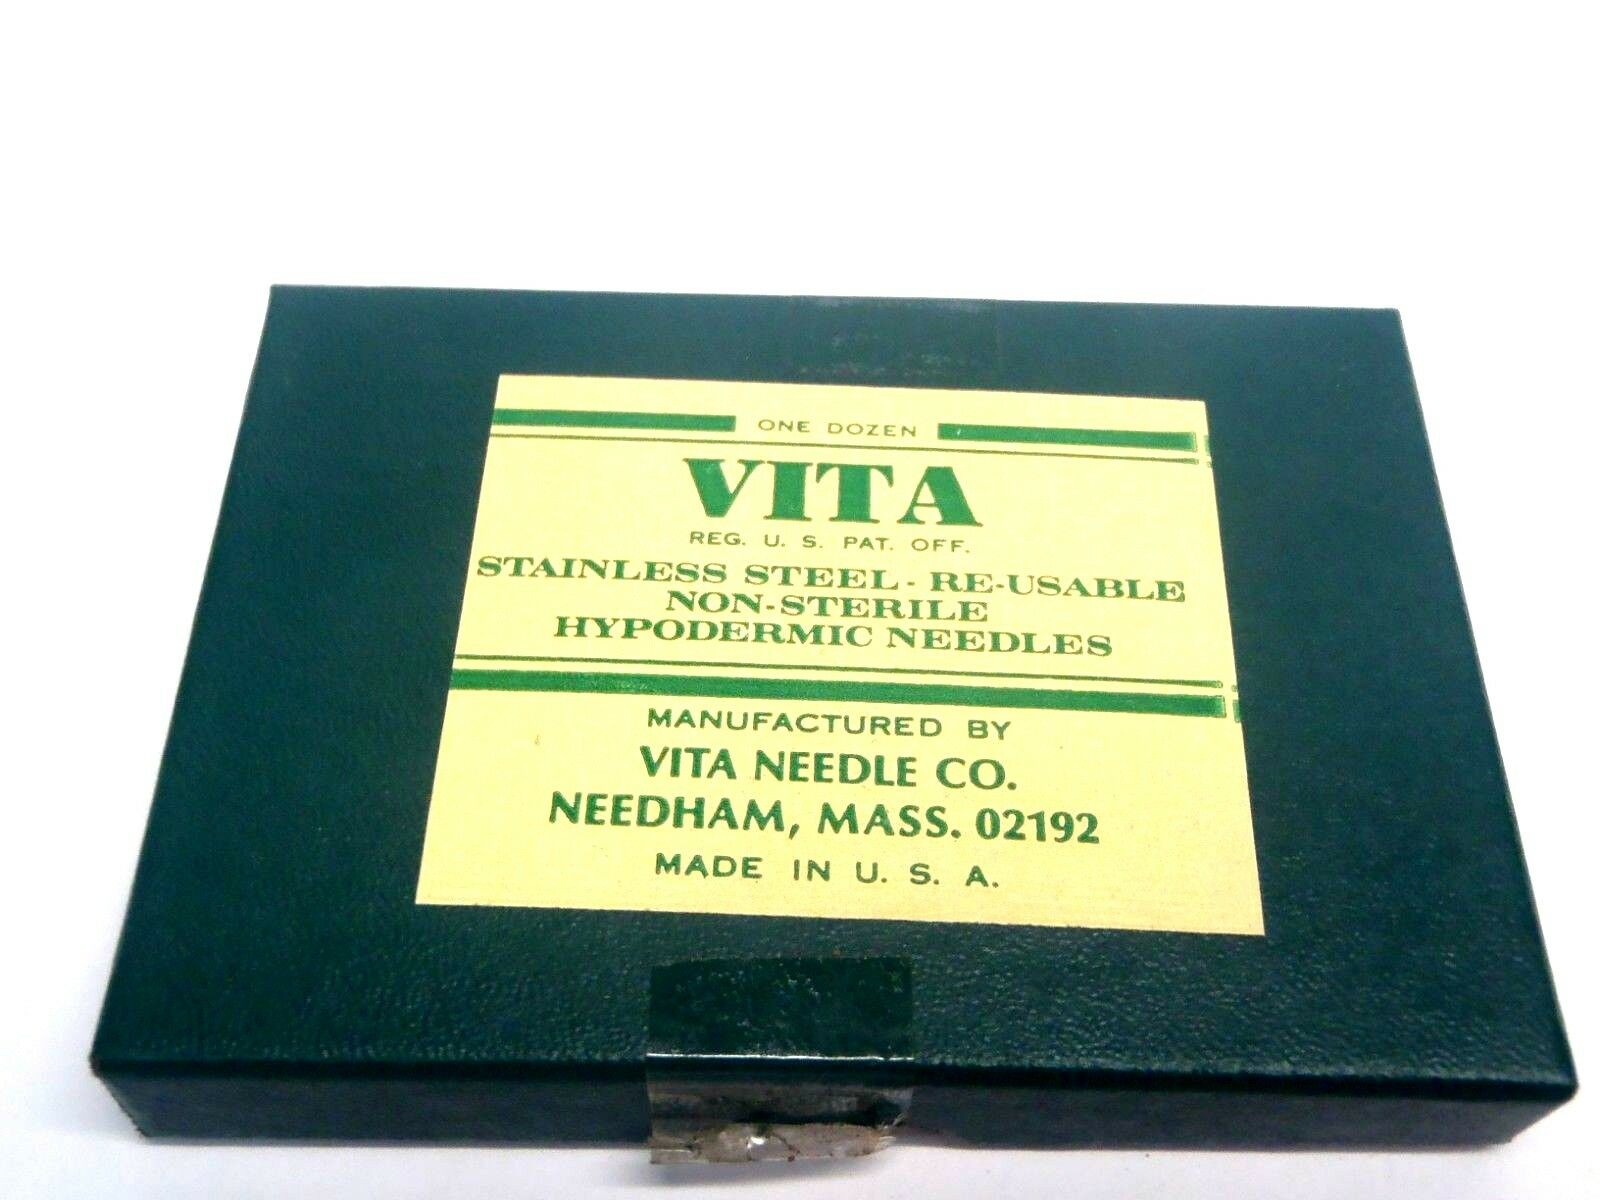 ONE DOZEN
VITA
REG. U. S. PAT. OFF.
STAINLESS STEEL - RE-USABLE
NON-STERILE
HYPODERMIC NEEDLES
MANUFACTURED BY
VITA NEEDLE CO.
NEEDHAM, MASS. 02192
MADE IN U. S. A.